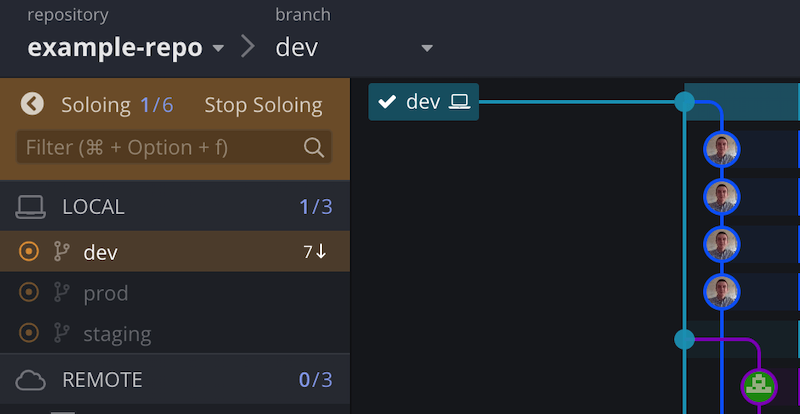 repository
branch
example-repo
dev
Soloing 1/6 Stop Soloing
Filter (⌘ + Option + f)
LOCAL 1/3
dev 7↓
prod
staging
REMOTE 0/3
dev